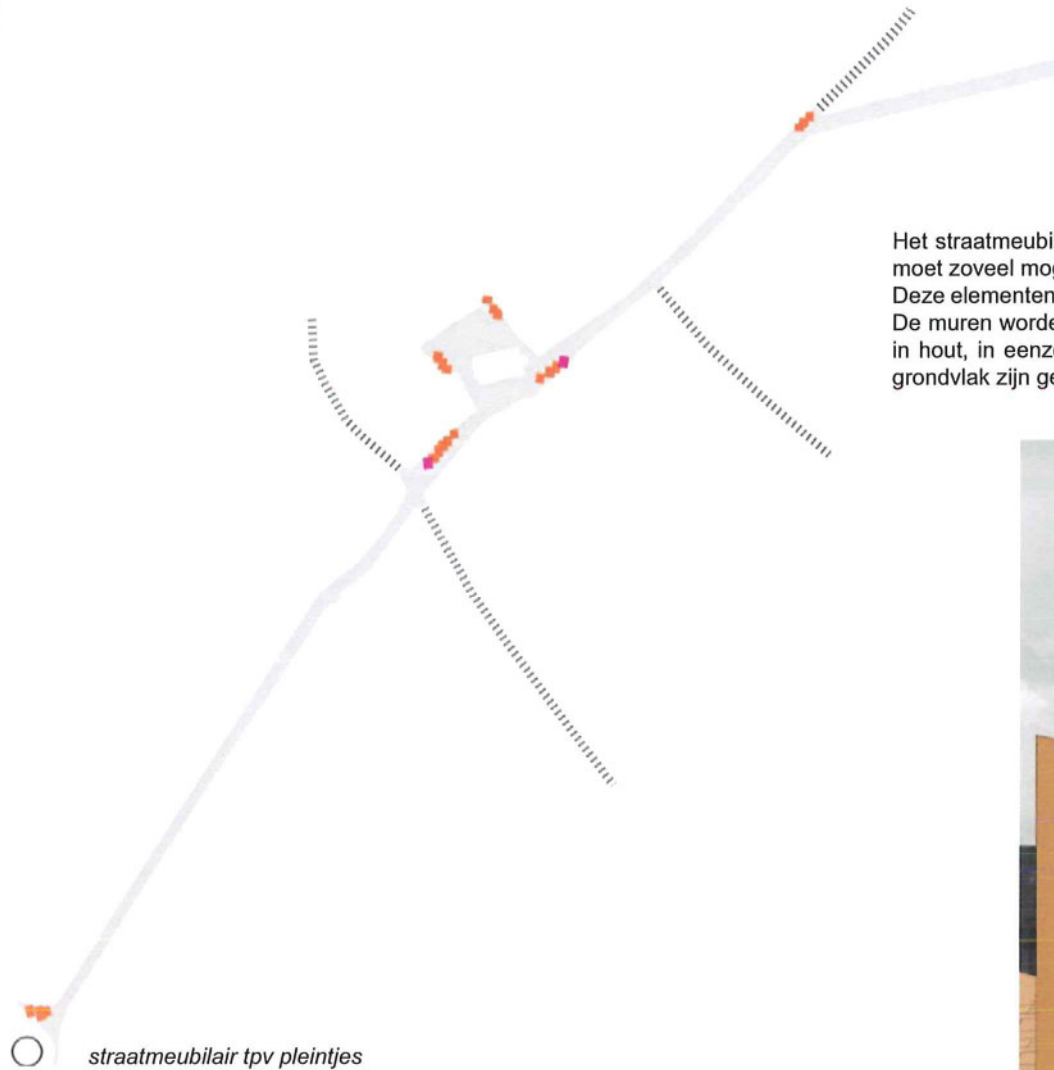 Het straatmeubi
moet zoveel mog
Deze elementen
De muren worde
in hout, in eenz
grondvlak zijn ge
straatmeubilair tpv pleintjes